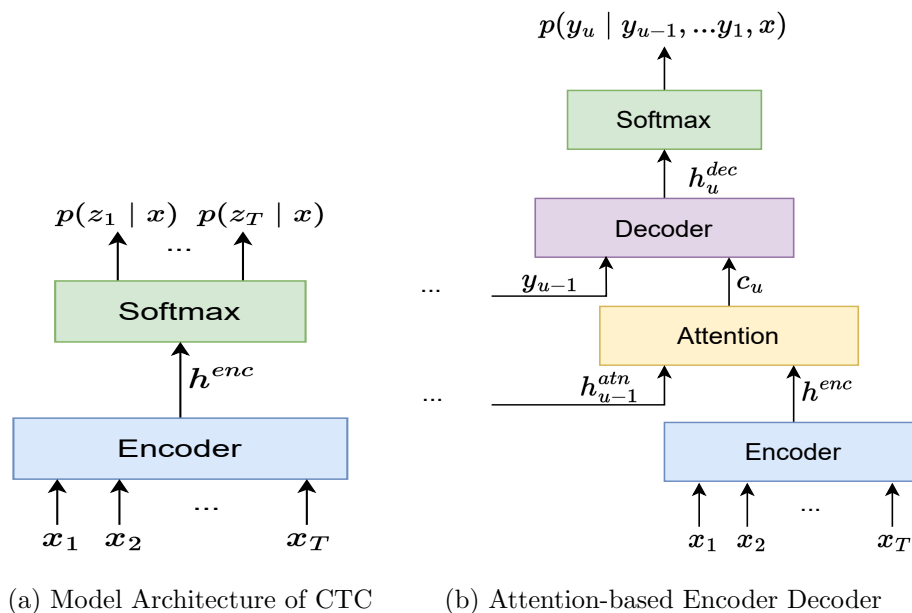 p(z_1 | x) ... p(z_T | x)
Softmax
h^{enc}
Encoder
x_1 x_2 ... x_T
(a) Model Architecture of CTC
p(y_u | y_{u-1}, ...y_1, x)
Softmax
h_u^{dec}
Decoder
... y_{u-1} c_u
Attention
... h_{u-1}^{atn} h^{enc}
Encoder
x_1 x_2 ... x_T
(b) Attention-based Encoder Decoder